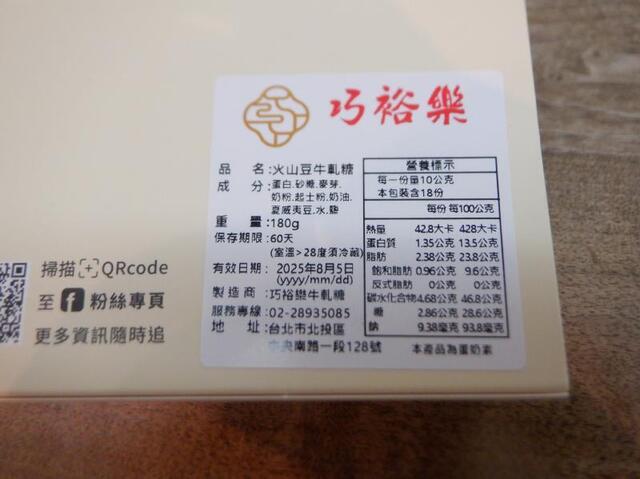 巧裕樂
品 名:火山豆牛軋糖
成 分:蛋白.砂糖.麥芽.
奶粉.起士粉.奶油.
夏威夷豆.水.鹽
重 量:180g
保存期限:60天
(室溫>28度須冷藏)
有效日期: 2025年8月5日
(yyyy/mm/dd)
製造商 :巧裕樂牛軋糖
服務專線:02-28935085
地 址:台北市北投區
中央南路一段128號
營養標示
每一份量10公克
本包裝含18份
每份 每100公克
熱量 42.8大卡 428大卡
蛋白質 1.35公克 13.5公克
脂肪 2.38公克 23.8公克
飽和脂肪 0.96公克 9.6公克
反式脂肪 0公克 0公克
碳水化合物 4.68公克 46.8公克
糖 2.86公克 28.6公克
鈉 9.38毫克 93.8毫克
本產品為蛋奶素
掃描[+]QRcode
至 f 粉絲專頁
更多資訊隨時追